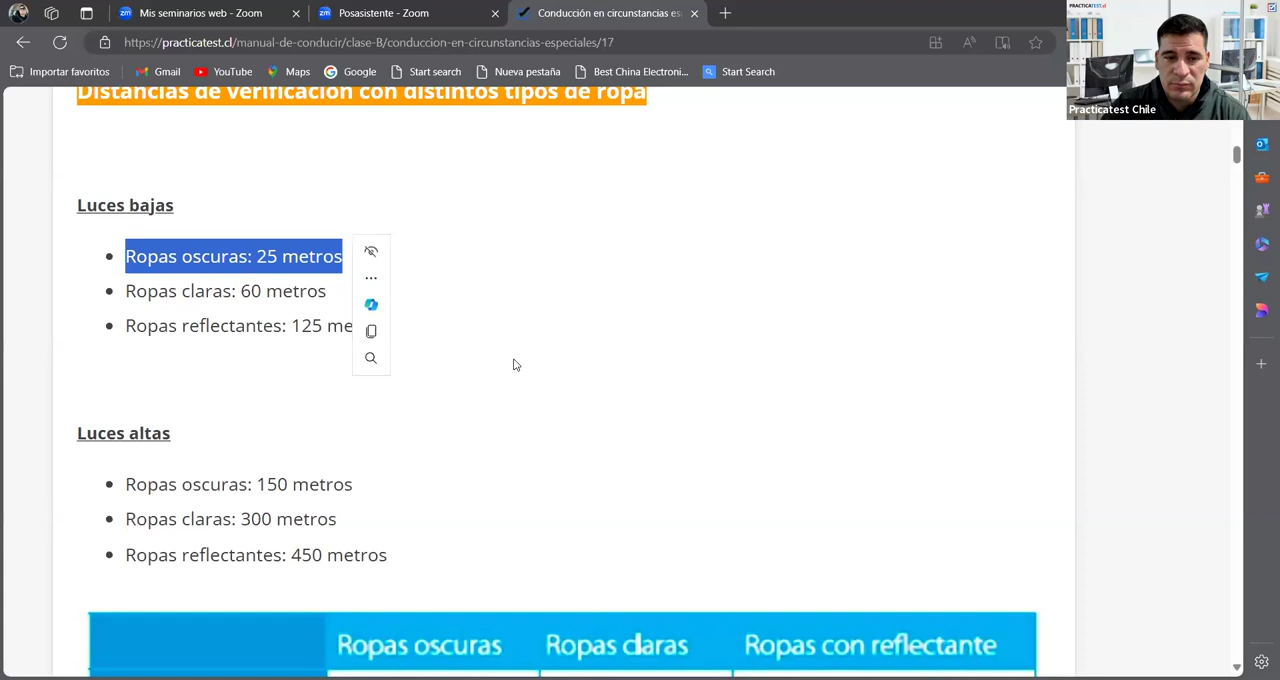 Mis seminarios web - Zoom
Posasistente - Zoom
Conducción en circunstancias es
https://practicatest.cl/manual-de-conducir/clase-B/conduccion-en-circunstancias-especiales/17
Importar favoritos
Gmail
YouTube
Maps
Google
Start search
Nueva pestaña
Best China Electroni...
Start Search
PRACTICATEST.cl
Practicatest Chile
Distancias de verificación con distintos tipos de ropa
Luces bajas
Ropas oscuras: 25 metros
Ropas claras: 60 metros
Ropas reflectantes: 125 me
Luces altas
Ropas oscuras: 150 metros
Ropas claras: 300 metros
Ropas reflectantes: 450 metros
Ropas oscuras Ropas claras Ropas con reflectante